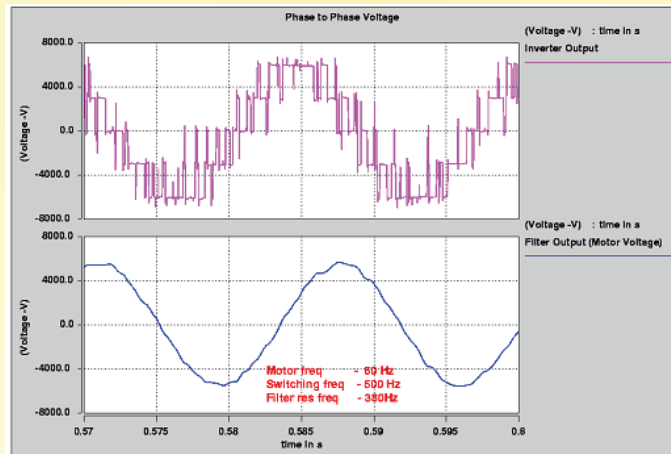 Phase to Phase Voltage
(Voltage -V) : time in s
Inverter Output
8000.0
4000.0
0.0
-4000.0
-8000.0
(Voltage -V)
(Voltage -V) : time in s
Filter Output (Motor Voltage)
8000.0
4000.0
0.0
-4000.0
-8000.0
(Voltage -V)
Motor freq - 60 Hz
Switching freq - 500 Hz
Filter res freq - 380Hz
0.57 0.575 0.58 0.585 0.59 0.595 0.6
time in s